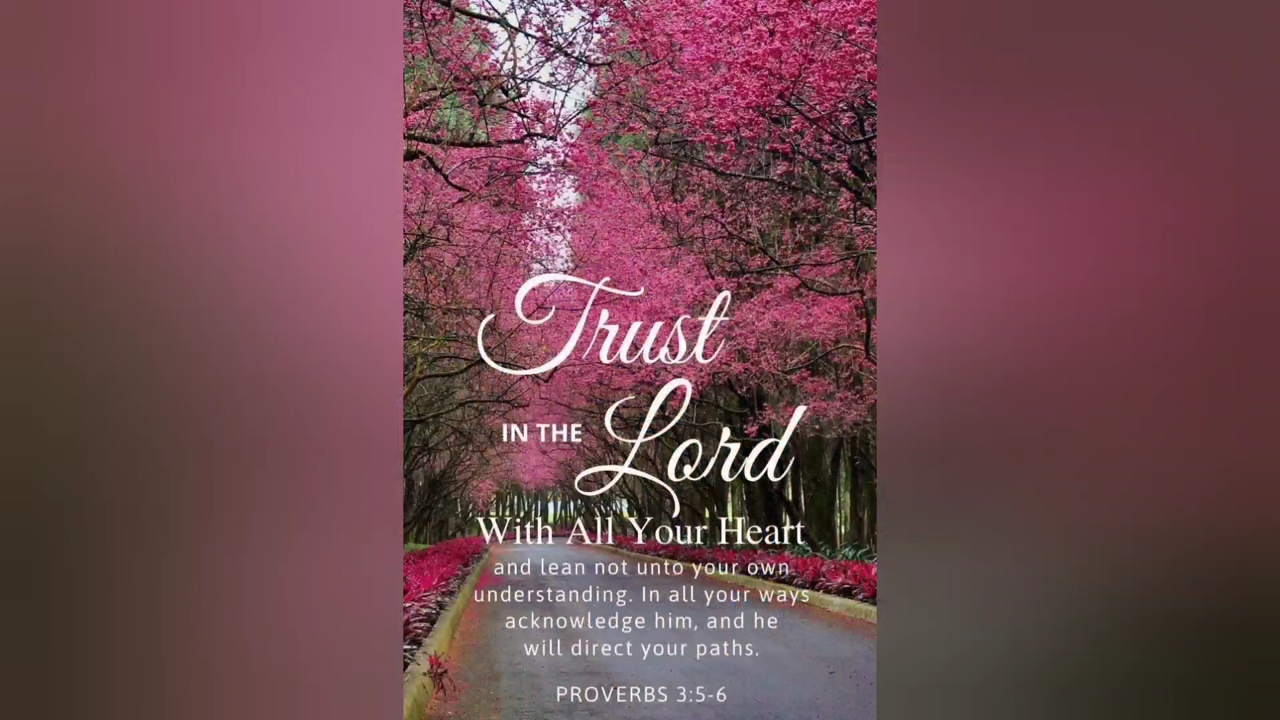 Trust
IN THE Lord
With All Your Heart
and lean not unto your own
understanding. In all your ways
acknowledge him, and he
will direct your paths.
PROVERBS 3:5-6